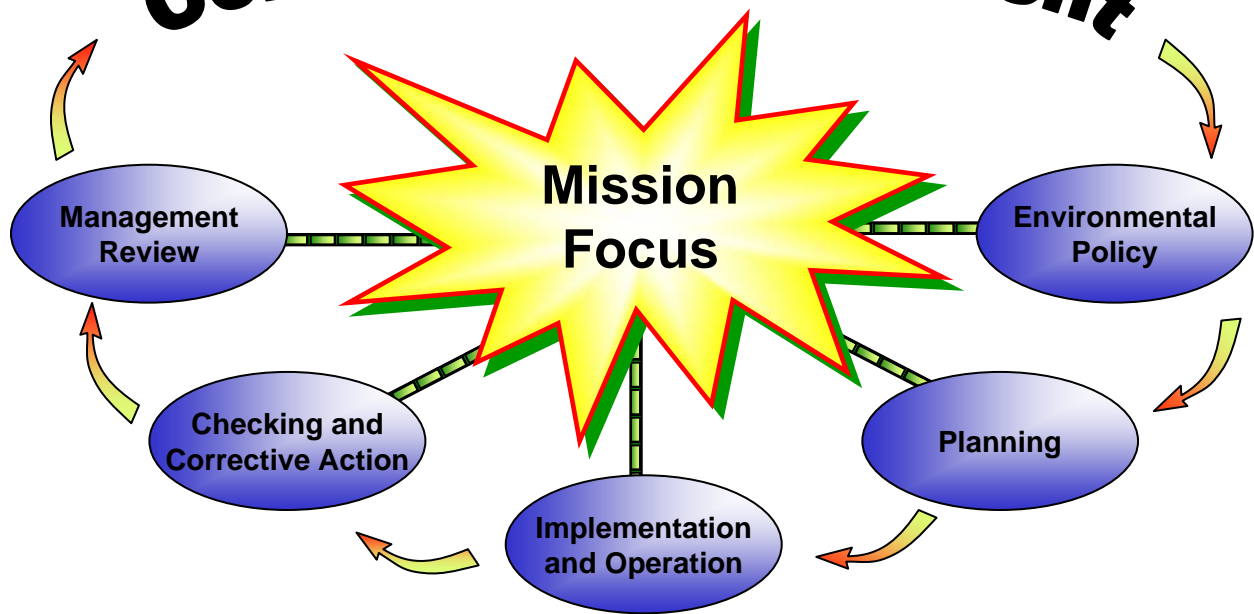 Mission
Focus
Management
Review
Environmental
Policy
Checking and
Corrective Action
Planning
Implementation
and Operation